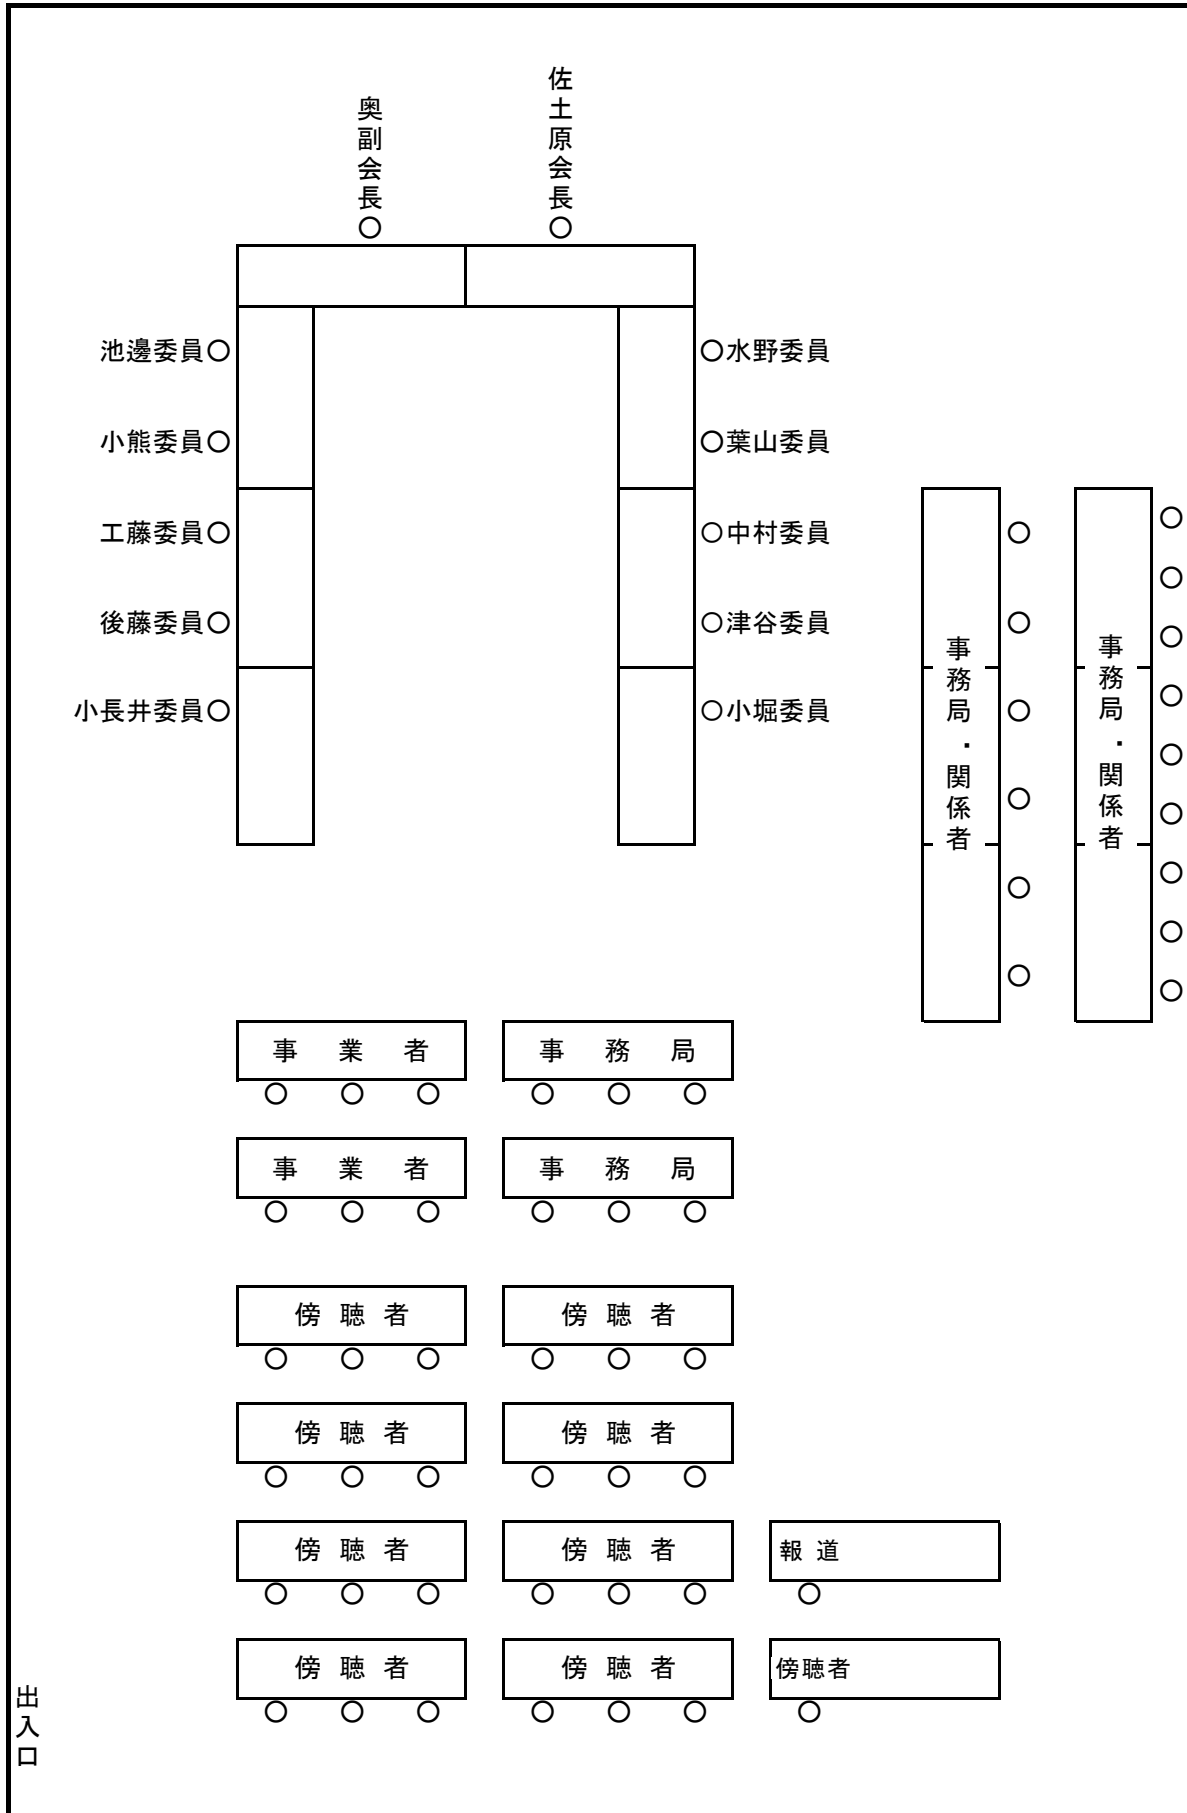 佐土原会長○
奥副会長○
池邊委員○
○水野委員
小熊委員○
○葉山委員
工藤委員○
○中村委員
後藤委員○
○津谷委員
小長井委員○
○小堀委員
事務局・関係者
事務局・関係者
事業者
事務局
事業者
事務局
傍聴者
傍聴者
傍聴者
傍聴者
傍聴者
傍聴者
報道
傍聴者
傍聴者
傍聴者
出入口